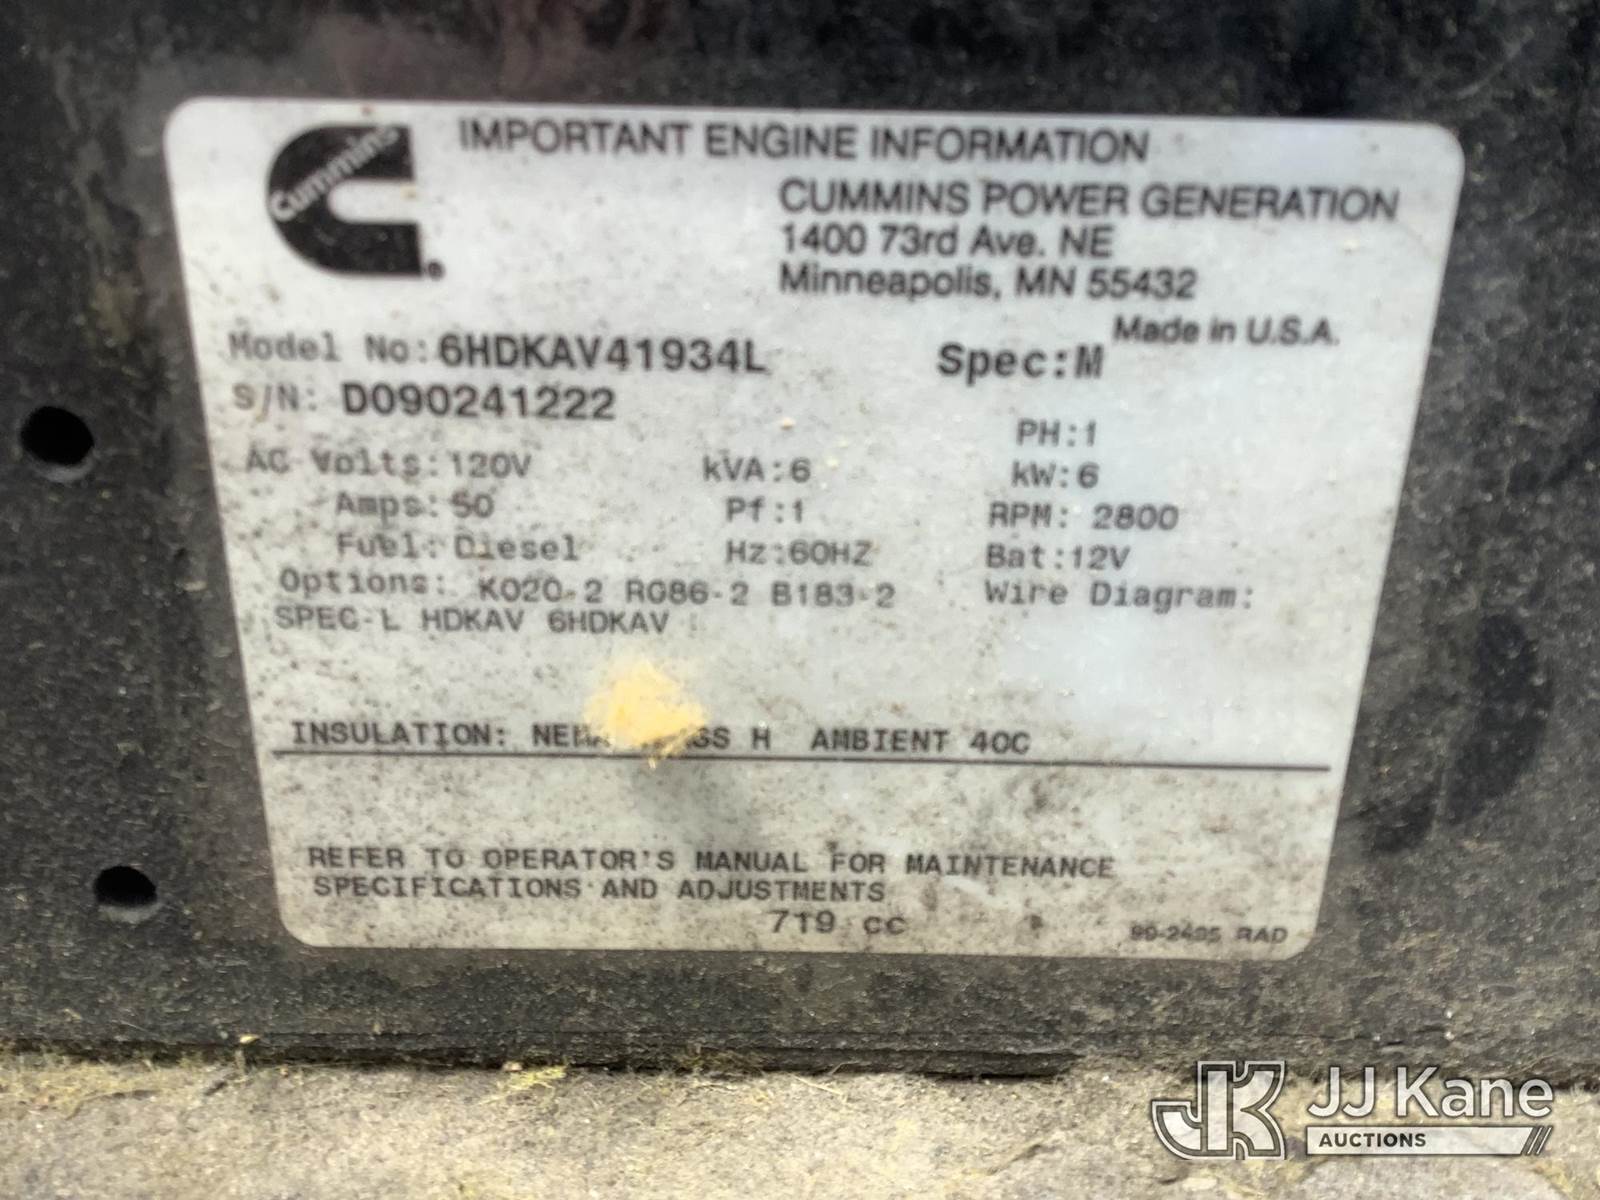 Cummins
IMPORTANT ENGINE INFORMATION
CUMMINS POWER GENERATION
1400 73rd Ave. NE
Minneapolis, MN 55432
Made in U.S.A.
Model No: 6HDKAV41934L Spec:M
S/N: D090241222
PH:1
AC Volts: 120V kVA:6 kW:6
Amps: 50 Pf:1 RPM: 2800
Fuel: Diesel Hz:60HZ Bat:12V
Options: K020-2 R086-2 B183-2 Wire Diagram:
SPEC-L HDKAV 6HDKAV
INSULATION: H AMBIENT 40C
REFER TO OPERATOR'S MANUAL FOR MAINTENANCE
SPECIFICATIONS AND ADJUSTMENTS
719 cc
RAD
JK JJ Kane
AUCTIONS